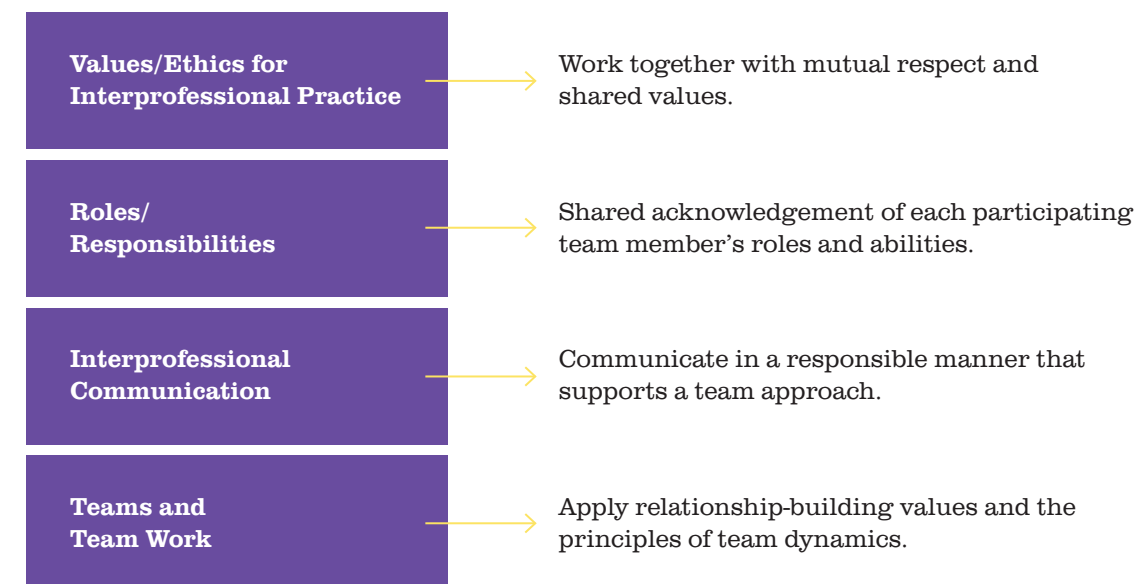 Values/Ethics for
Interprofessional Practice
Work together with mutual respect and
shared values.
Roles/
Responsibilities
Shared acknowledgement of each participating
team member’s roles and abilities.
Interprofessional
Communication
Communicate in a responsible manner that
supports a team approach.
Teams and
Team Work
Apply relationship-building values and the
principles of team dynamics.